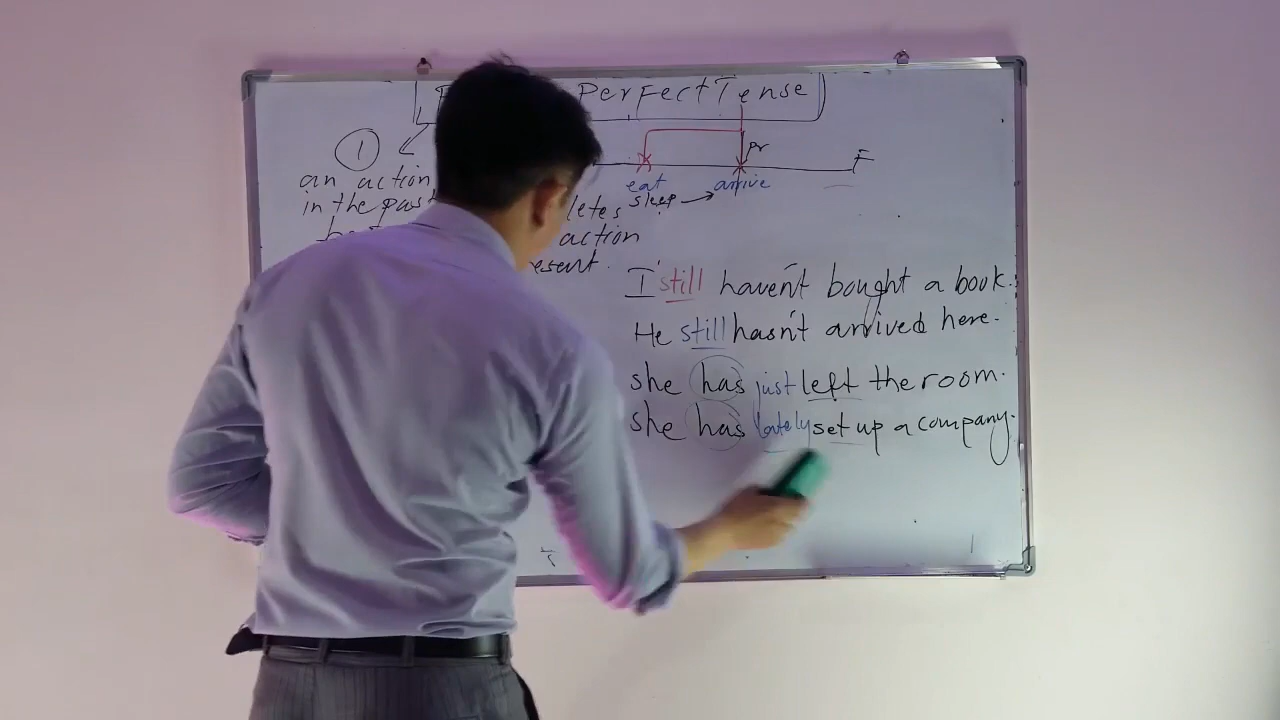 Perfect Tense
1
Pr
F
an action
eat
arrive
in the past
letes
sleep
action
esent.
I still haven't bought a book.
He still hasn't arrived here.
she has just left the room.
she has lately set up a company.